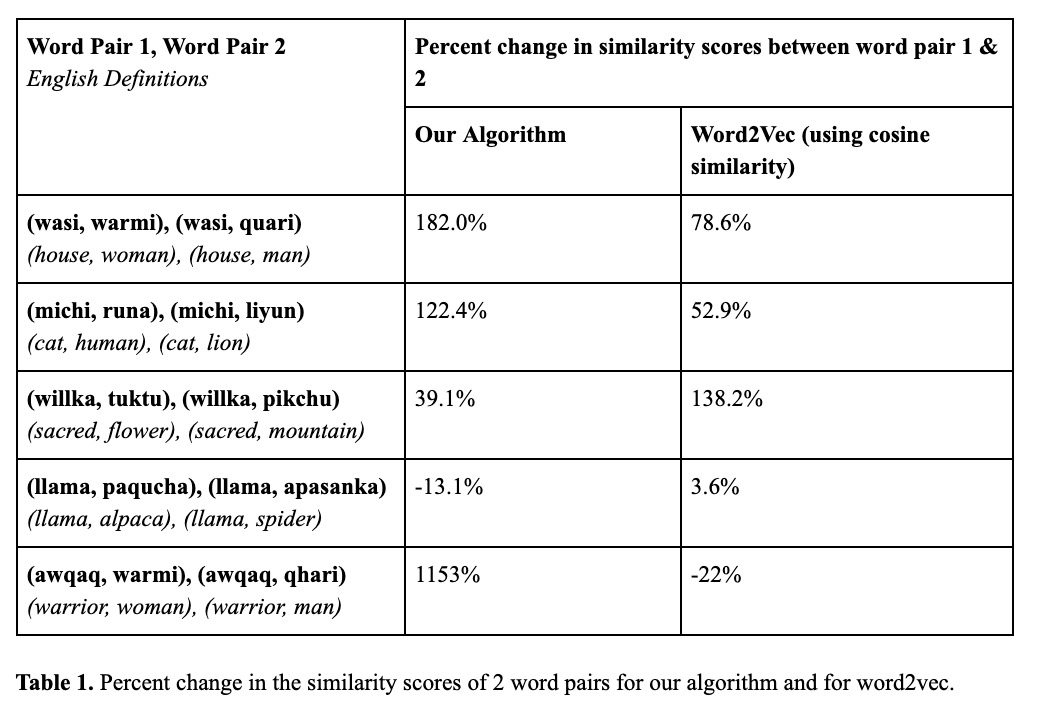 Word Pair 1, Word Pair 2
English Definitions
Percent change in similarity scores between word pair 1 &
2
Our Algorithm
Word2Vec (using cosine
similarity)
(wasi, warmi), (wasi, quari)
(house, woman), (house, man)
182.0%
78.6%
(michi, runa), (michi, liyun)
(cat, human), (cat, lion)
122.4%
52.9%
(willka, tuktu), (willka, pikchu)
(sacred, flower), (sacred, mountain)
39.1%
138.2%
(llama, paqucha), (llama, apasanka)
(llama, alpaca), (llama, spider)
-13.1%
3.6%
(awqaq, warmi), (awqaq, qhari)
(warrior, woman), (warrior, man)
1153%
-22%
Table 1. Percent change in the similarity scores of 2 word pairs for our algorithm and for word2vec.